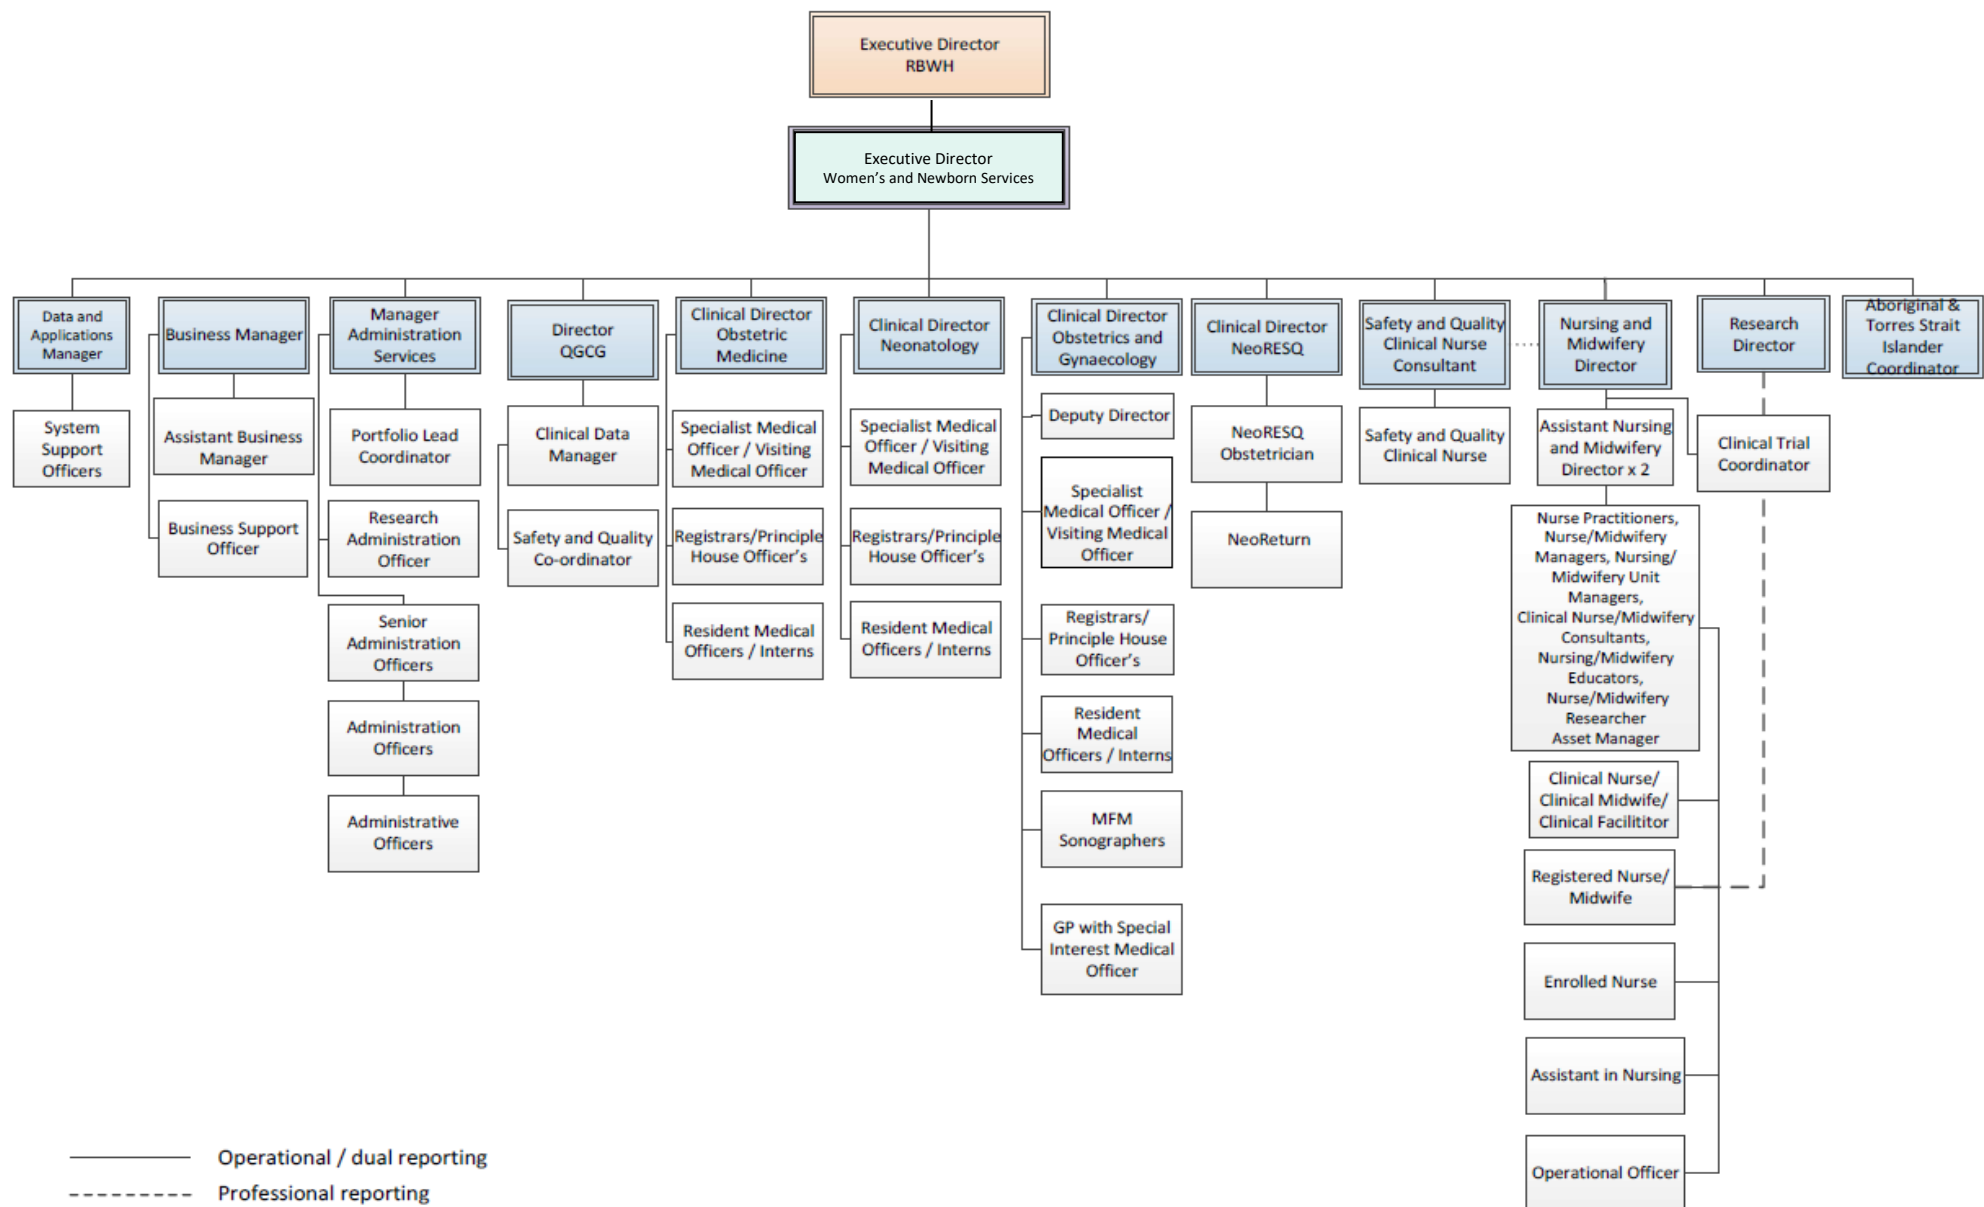 Executive Director
RBWH
Executive Director
Women's and Newborn Services
Data and
Applications
Manager
Business Manager
Manager
Administration
Services
Director
QGCG
Clinical Director
Obstetric
Medicine
Clinical Director
Neonatology
Clinical Director
Obstetrics and
Gynaecology
Clinical Director
NeoRESQ
Safety and Quality
Clinical Nurse
Consultant
Nursing and
Midwifery
Director
Research
Director
Aboriginal &
Torres Strait
Islander
Coordinator
System
Support
Officers
Assistant Business
Manager
Business Support
Officer
Portfolio Lead
Coordinator
Research
Administration
Officer
Senior
Administration
Officers
Administration
Officers
Administrative
Officers
Clinical Data
Manager
Safety and Quality
Co-ordinator
Specialist Medical
Officer / Visiting
Medical Officer
Registrars/Principle
House Officer's
Resident Medical
Officers / Interns
Specialist Medical
Officer / Visiting
Medical Officer
Registrars/Principle
House Officer's
Resident Medical
Officers / Interns
Deputy Director
Specialist
Medical Officer /
Visiting Medical
Officer
Registrars/
Principle House
Officer's
Resident
Medical
Officers / Interns
MFM
Sonographers
GP with Special
Interest Medical
Officer
NeoRESQ
Obstetrician
NeoReturn
Safety and Quality
Clinical Nurse
Assistant Nursing
and Midwifery
Director x 2
Nurse Practitioners,
Nurse/Midwifery
Managers, Nursing/
Midwifery Unit
Managers,
Clinical Nurse/Midwifery
Consultants,
Nursing/Midwifery
Educators,
Nurse/Midwifery
Researcher
Asset Manager
Clinical Nurse/
Clinical Midwife/
Clinical Facilititor
Registered Nurse/
Midwife
Enrolled Nurse
Assistant in Nursing
Operational Officer
Clinical Trial
Coordinator
Operational / dual reporting
Professional reporting